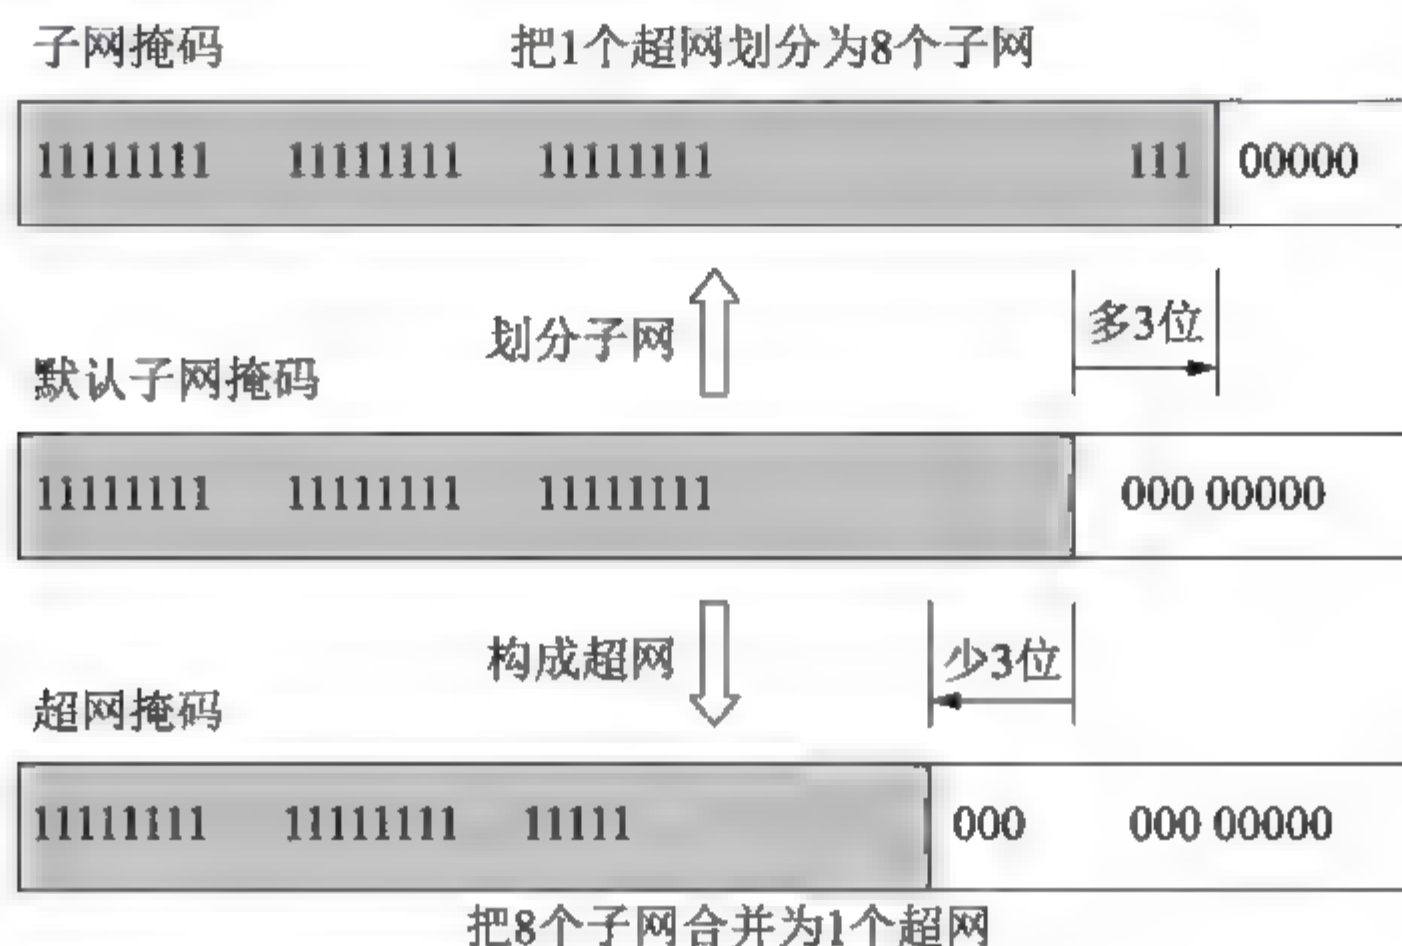 子网掩码 把1个超网划分为8个子网
11111111 11111111 11111111 111 00000
划分子网 多3位
默认子网掩码
11111111 11111111 11111111 000 00000
构成超网 少3位
超网掩码
11111111 11111111 11111 000 000 00000
把8个子网合并为1个超网